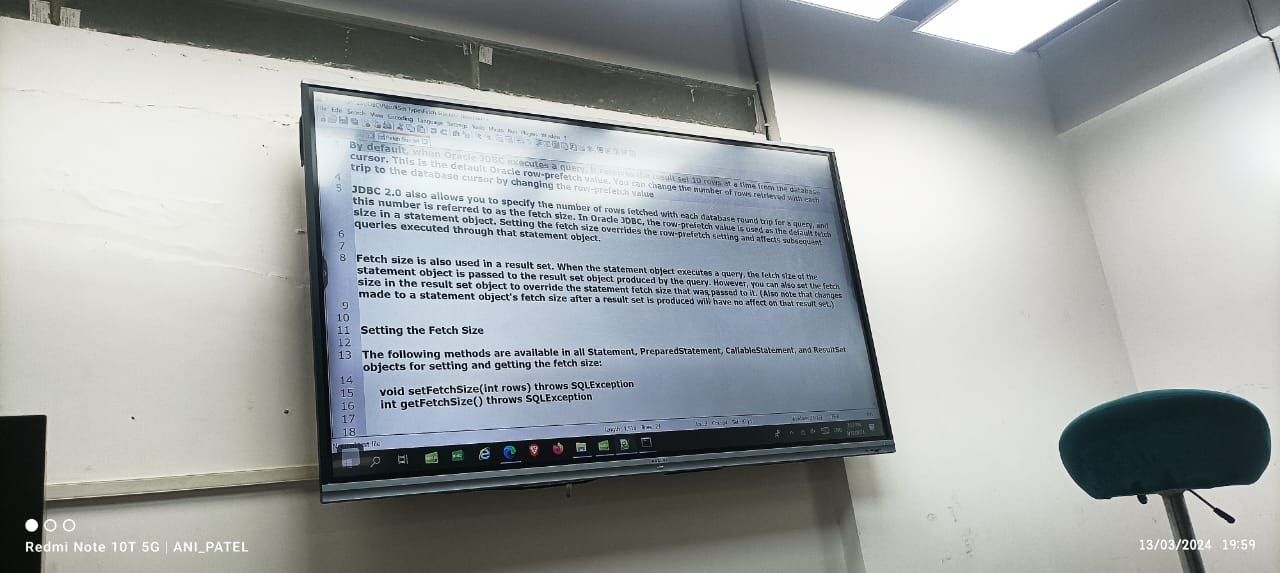 File Edit Search View Encoding Language Settings Tools Macro Run Plugins Window ?
By default, when Oracle JDBC executes a query, it the result set 10 rows at a time from the database
cursor. This is the default Oracle row-prefetch value. You can change the number of rows retrieved with each
trip to the database cursor by changing the row-prefetch value
4
5 JDBC 2.0 also allows you to specify the number of rows fetched with each database round trip for a query, and
this number is referred to as the fetch size. In Oracle JDBC, the row-prefetch value is used as the default fetch
size in a statement object. Setting the fetch size overrides the row-prefetch setting and affects subsequent
queries executed through that statement object.
6
7
8 Fetch size is also used in a result set. When the statement object executes a query, the fetch size of the
statement object is passed to the result set object produced by the query. However, you can also set the fetch
size in the result set object to override the statement fetch size that was passed to it. (Also note that changes
made to a statement object's fetch size after a result set is produced will have no affect on that result set.)
9
10
11 Setting the Fetch Size
12
13 The following methods are available in all Statement, PreparedStatement, CallableStatement, and ResultSet
objects for setting and getting the fetch size:
14
15 void setFetchSize(int rows) throws SQLException
16 int getFetchSize() throws SQLException
17
18
Redmi Note 10T 5G | ANI_PATEL
13/03/2024 19:59